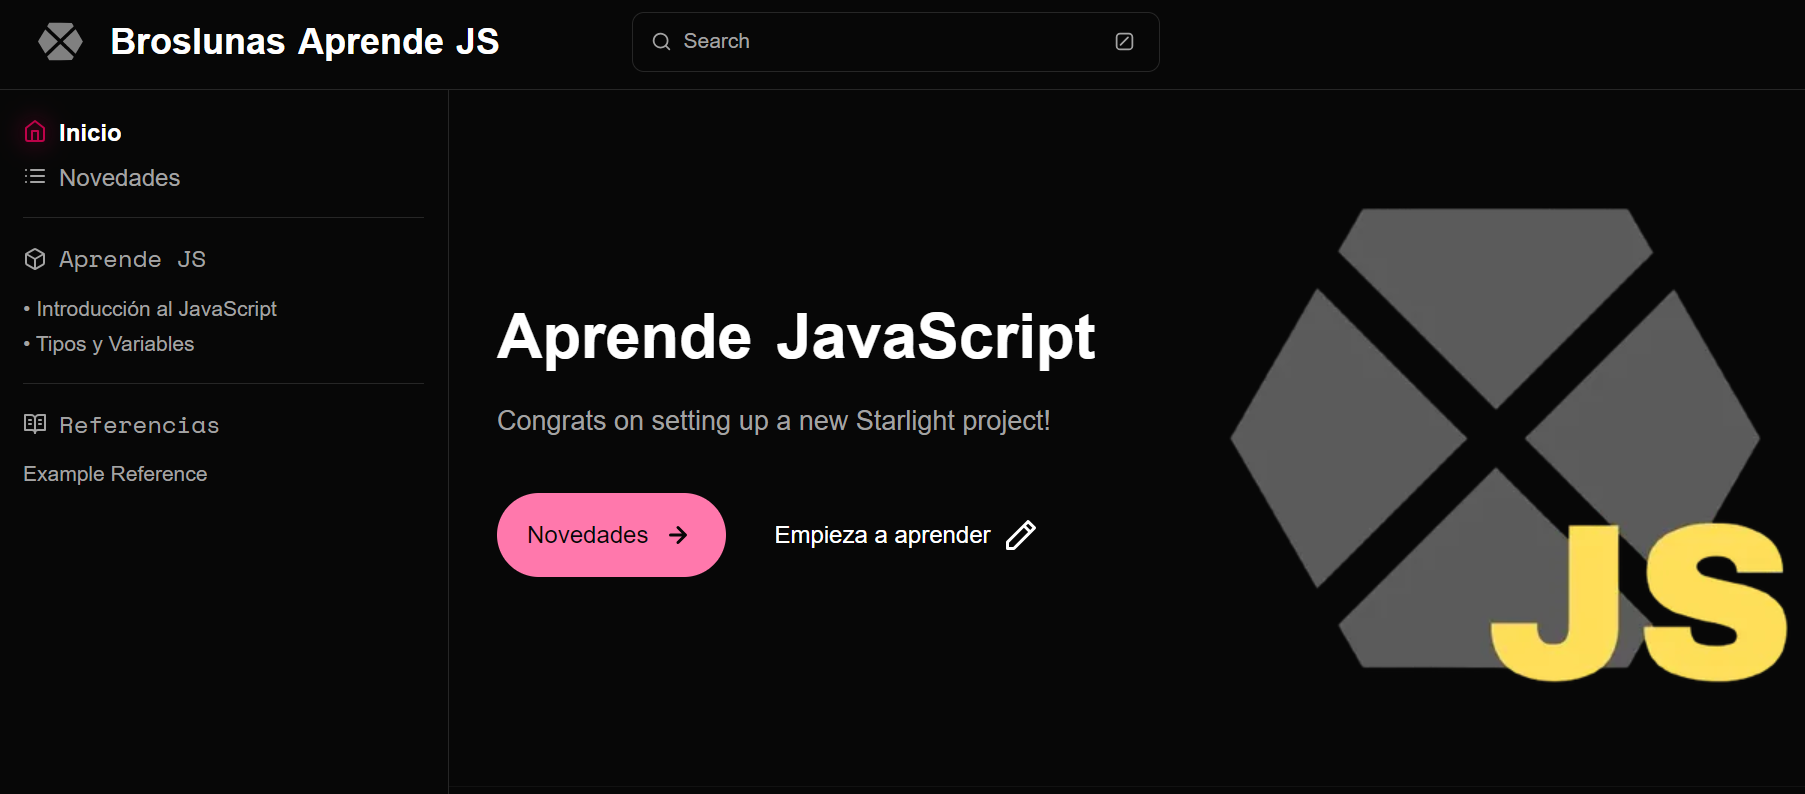 Broslunas Aprende JS
Search
Inicio
Novedades
Aprende JS
• Introducción al JavaScript
• Tipos y Variables
Referencias
Example Reference
Aprende JavaScript
Congrats on setting up a new Starlight project!
Novedades
Empieza a aprender
JS